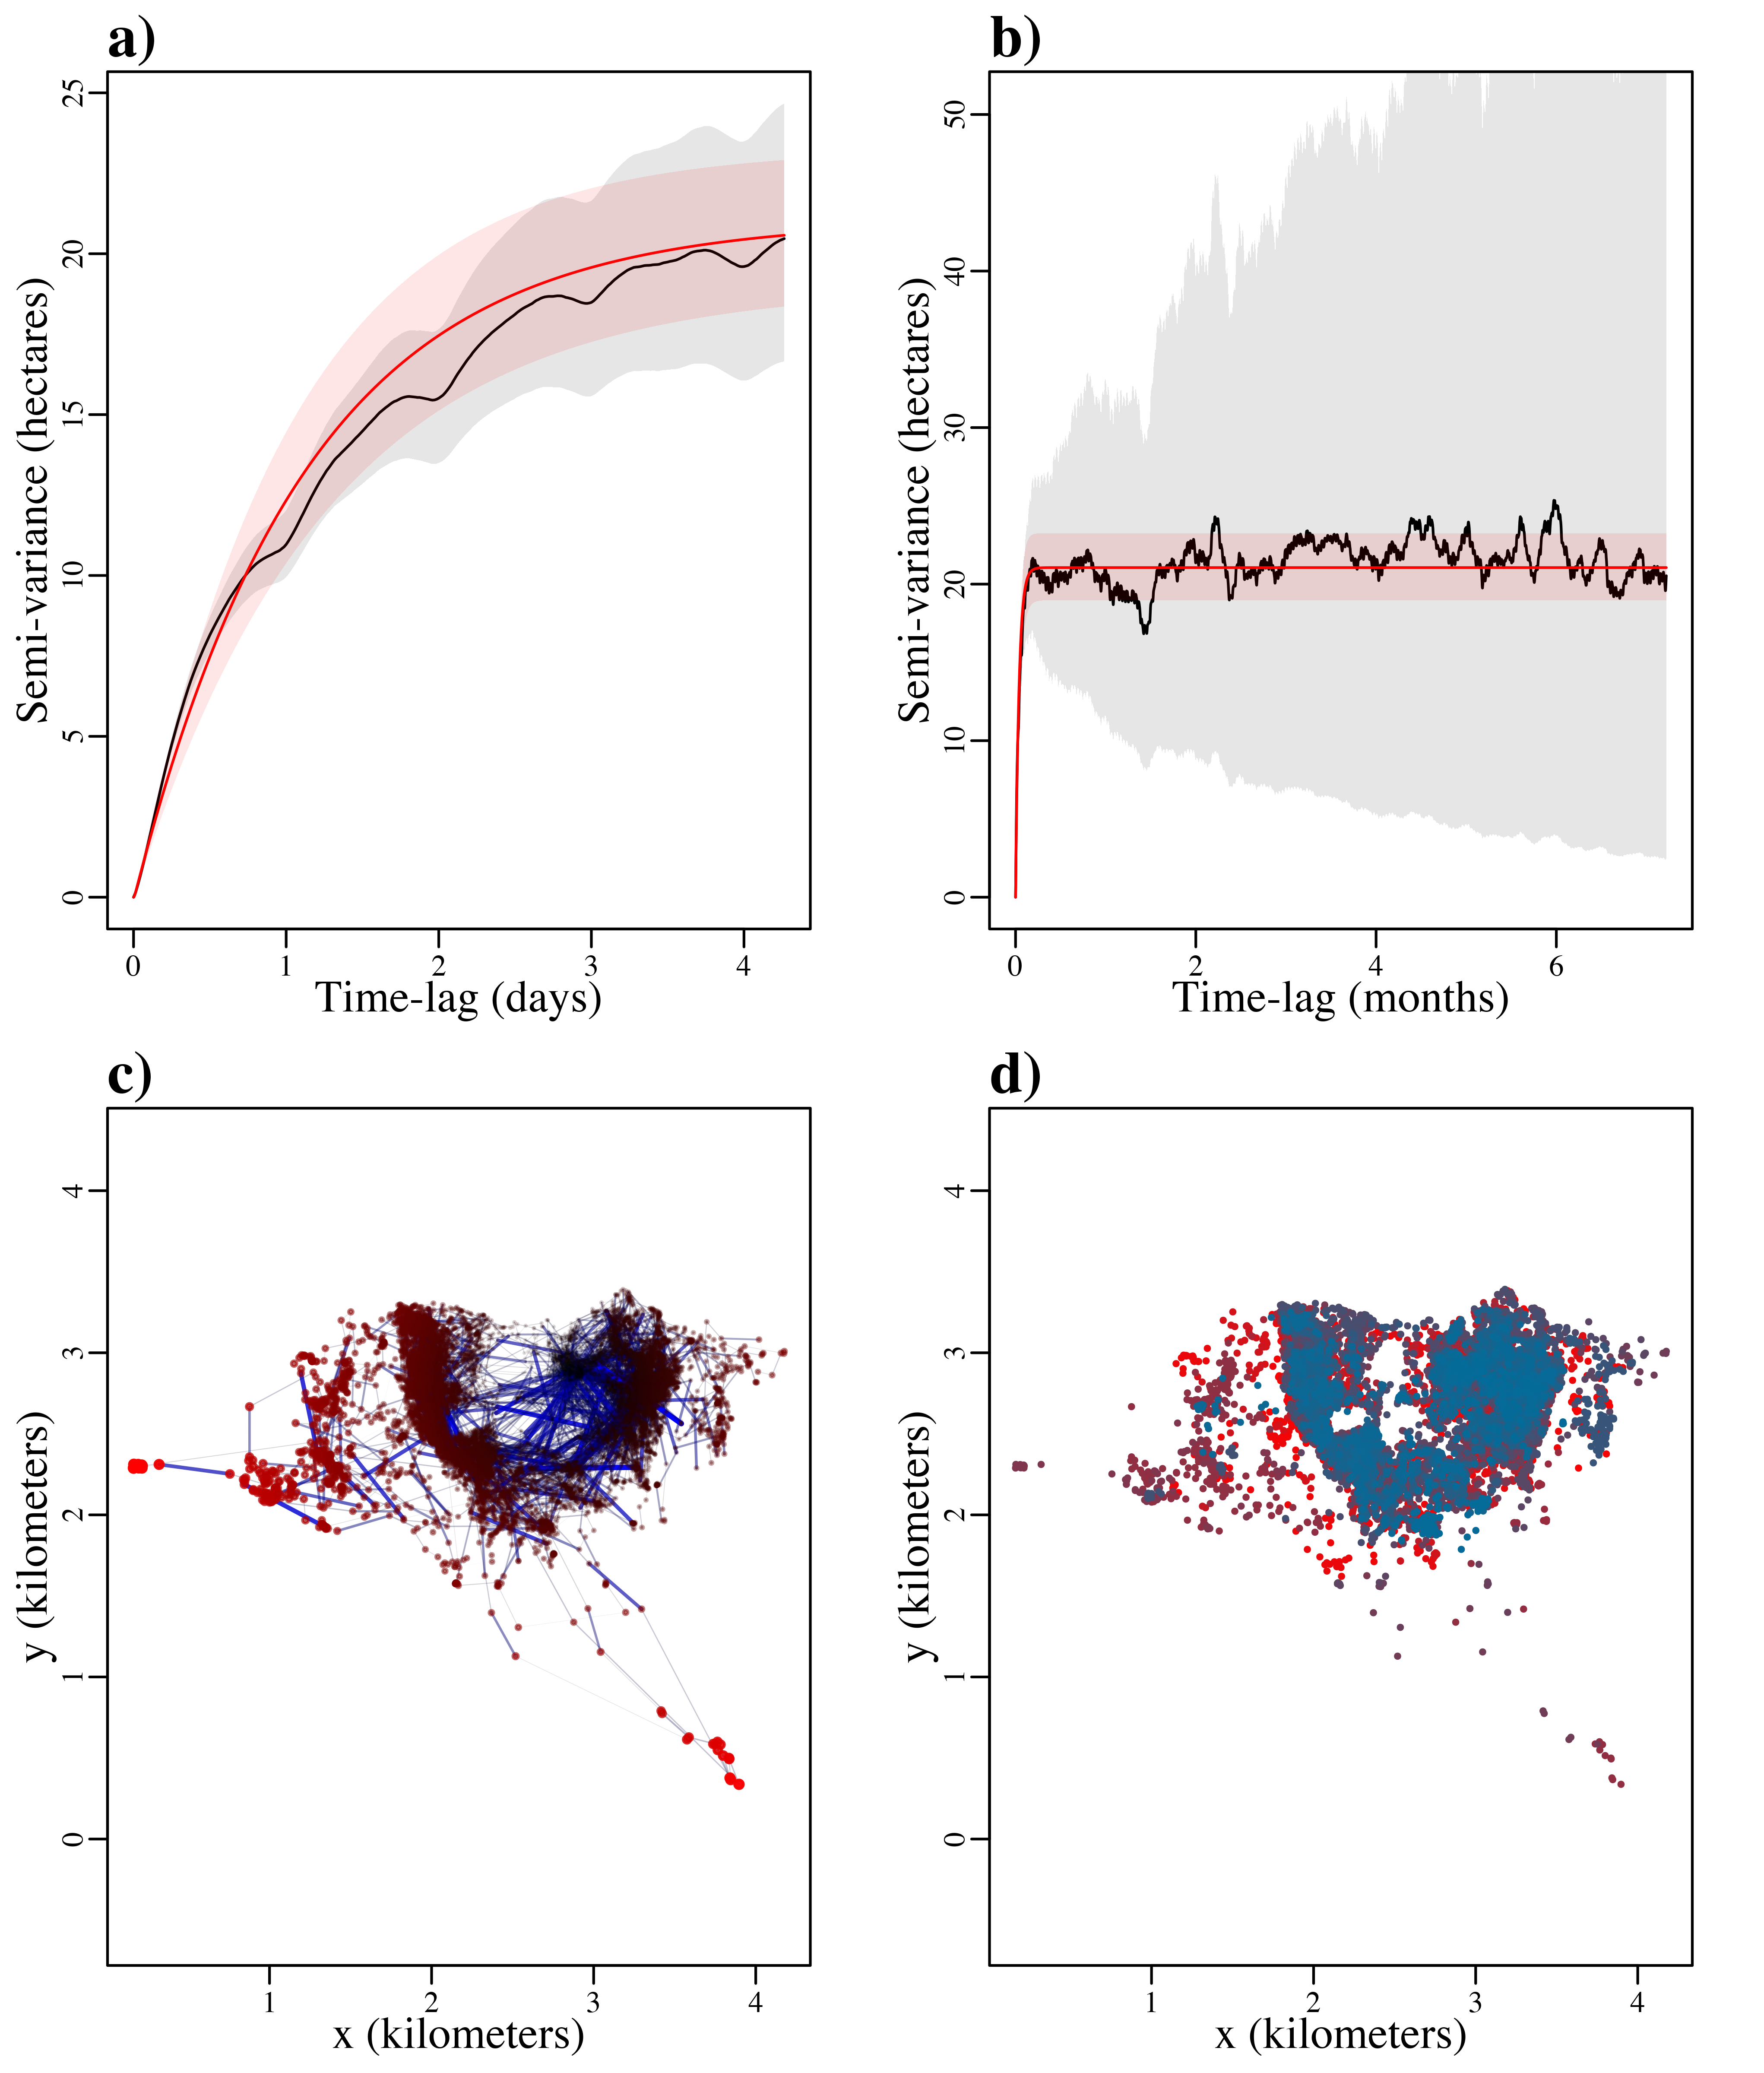 a)
25
20
15
10
5
0
Semi-variance (hectares)
0 1 2 3 4
Time-lag (days)
b)
50
40
30
20
10
0
Semi-variance (hectares)
0 2 4 6
Time-lag (months)
c)
4
3
2
1
0
y (kilometers)
1 2 3 4
x (kilometers)
d)
4
3
2
1
0
y (kilometers)
1 2 3 4
x (kilometers)